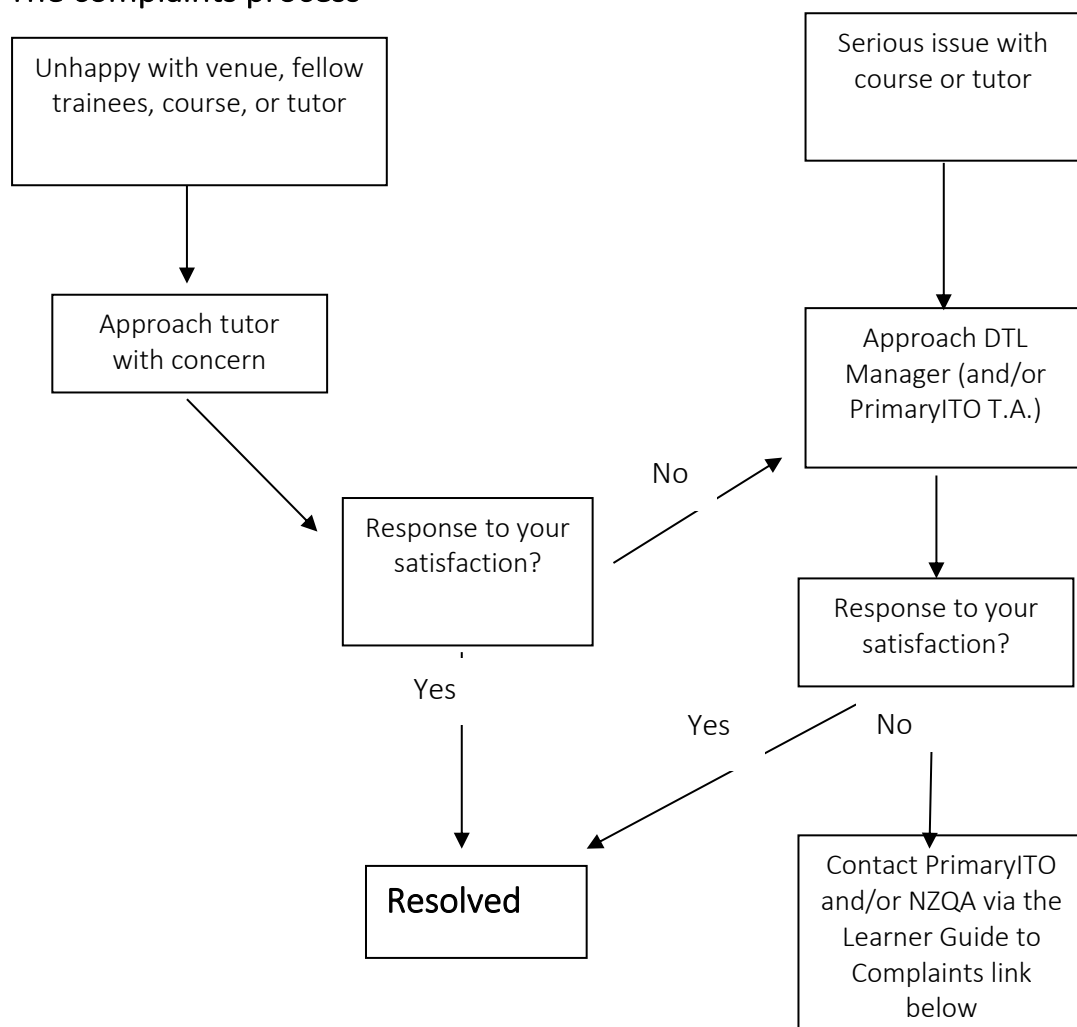 The complaints process
Unhappy with venue, fellow
trainees, course, or tutor
Serious issue with
course or tutor
Approach tutor
with concern
Approach DTL
Manager (and/or
PrimaryITO T.A.)
No
Response to your
satisfaction?
Response to your
satisfaction?
Yes
Yes
No
Resolved
Contact PrimaryITO
and/or NZQA via the
Learner Guide to
Complaints link
below